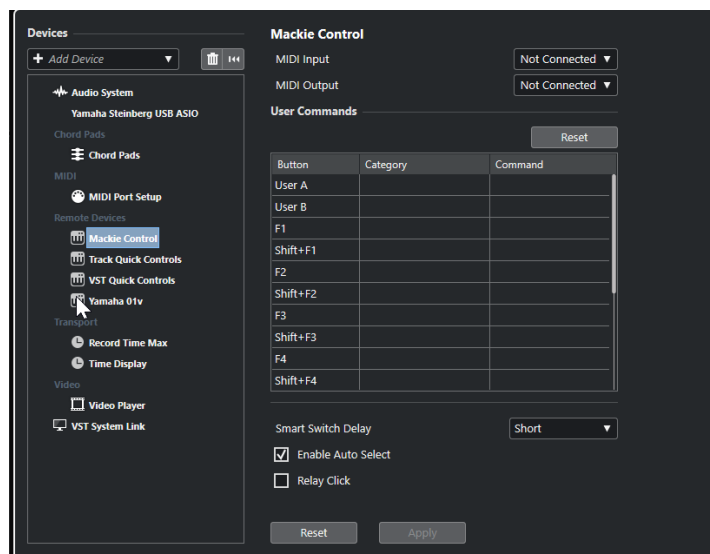 Devices
Mackie Control
+ Add Device
MIDI Input
Not Connected
MIDI Output
Not Connected
Audio System
Yamaha Steinberg USB ASIO
User Commands
Chord Pads
Reset
Chord Pads
Button Category Command
MIDI
User A
MIDI Port Setup
User B
Remote Devices
F1
Mackie Control
Shift+F1
Track Quick Controls
F2
VST Quick Controls
Shift+F2
Yamaha 01v
F3
Transport
Shift+F3
Record Time Max
F4
Time Display
Shift+F4
Video
Video Player
VST System Link
Smart Switch Delay
Short
Enable Auto Select
Relay Click
Reset
Apply